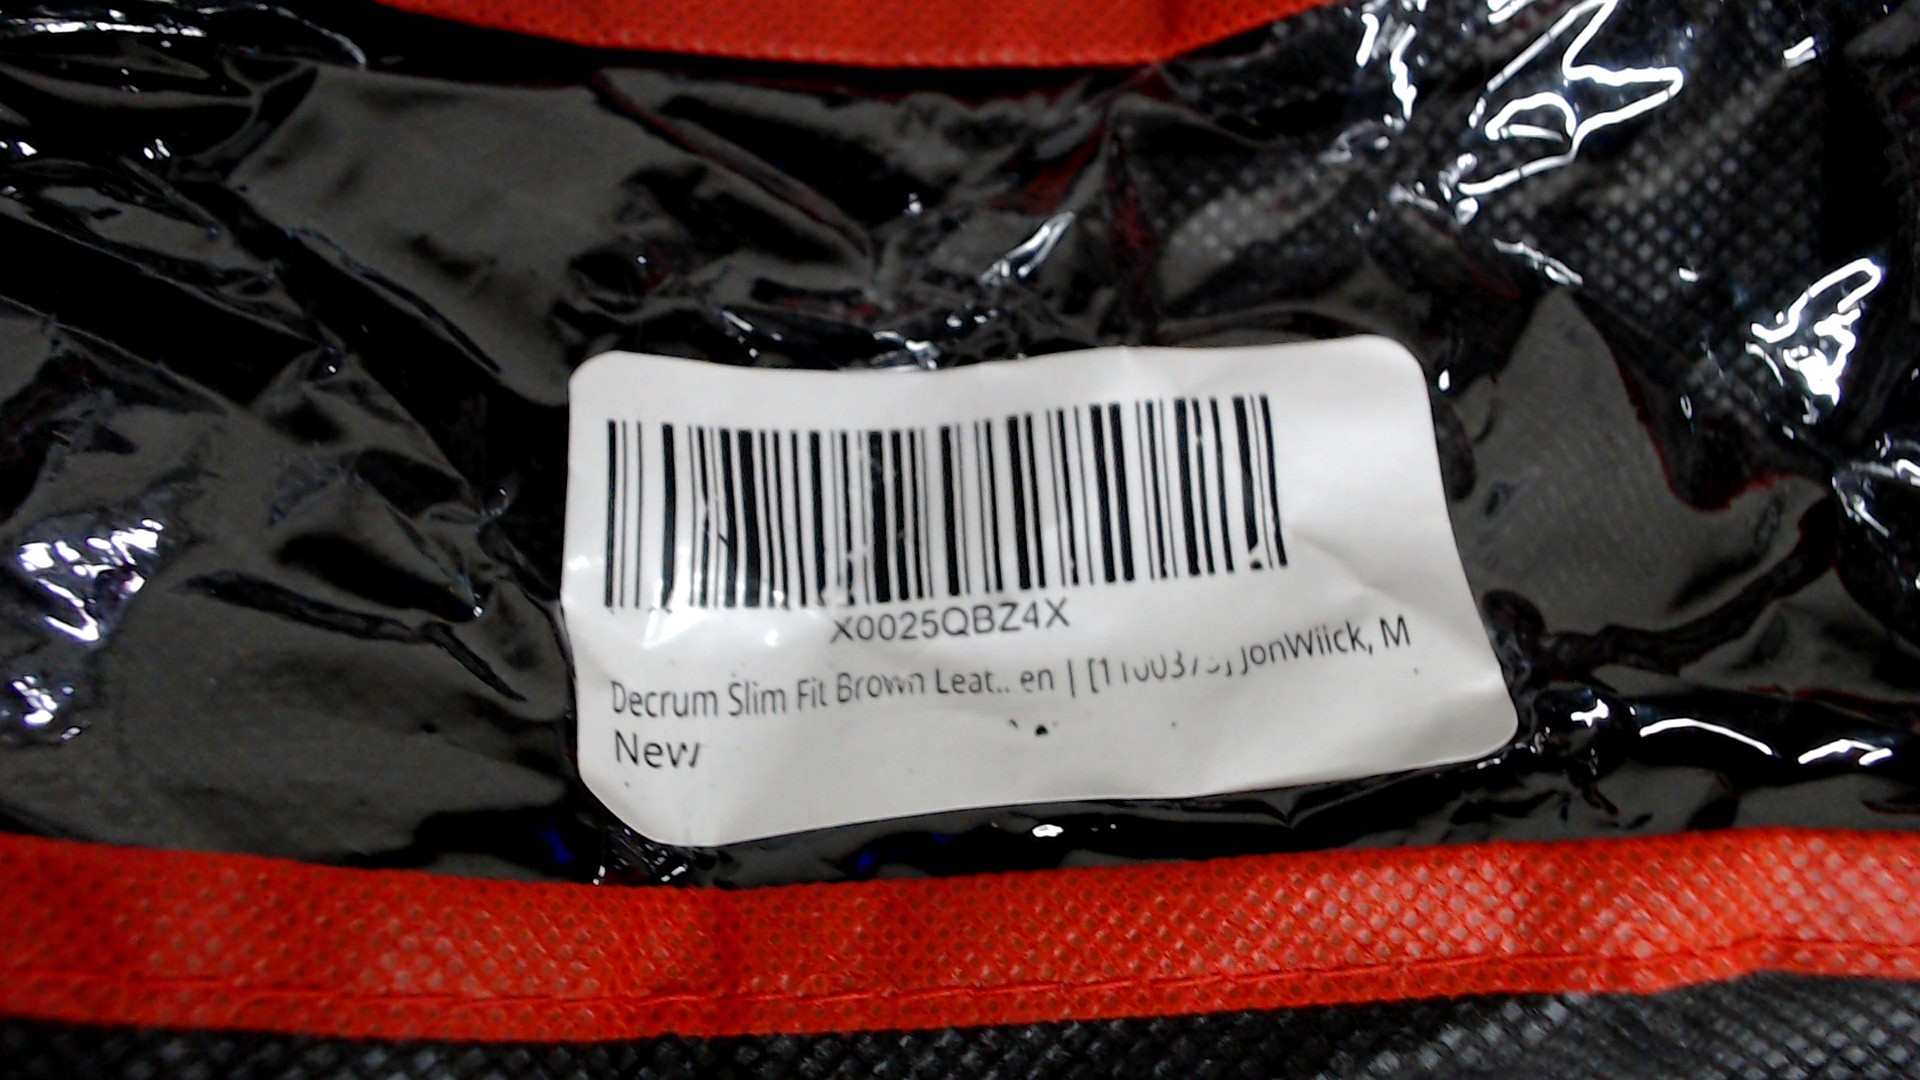 X0025QBZ4X
Decrum Slim Fit Brown Leat.. en | JonWiick, M
New